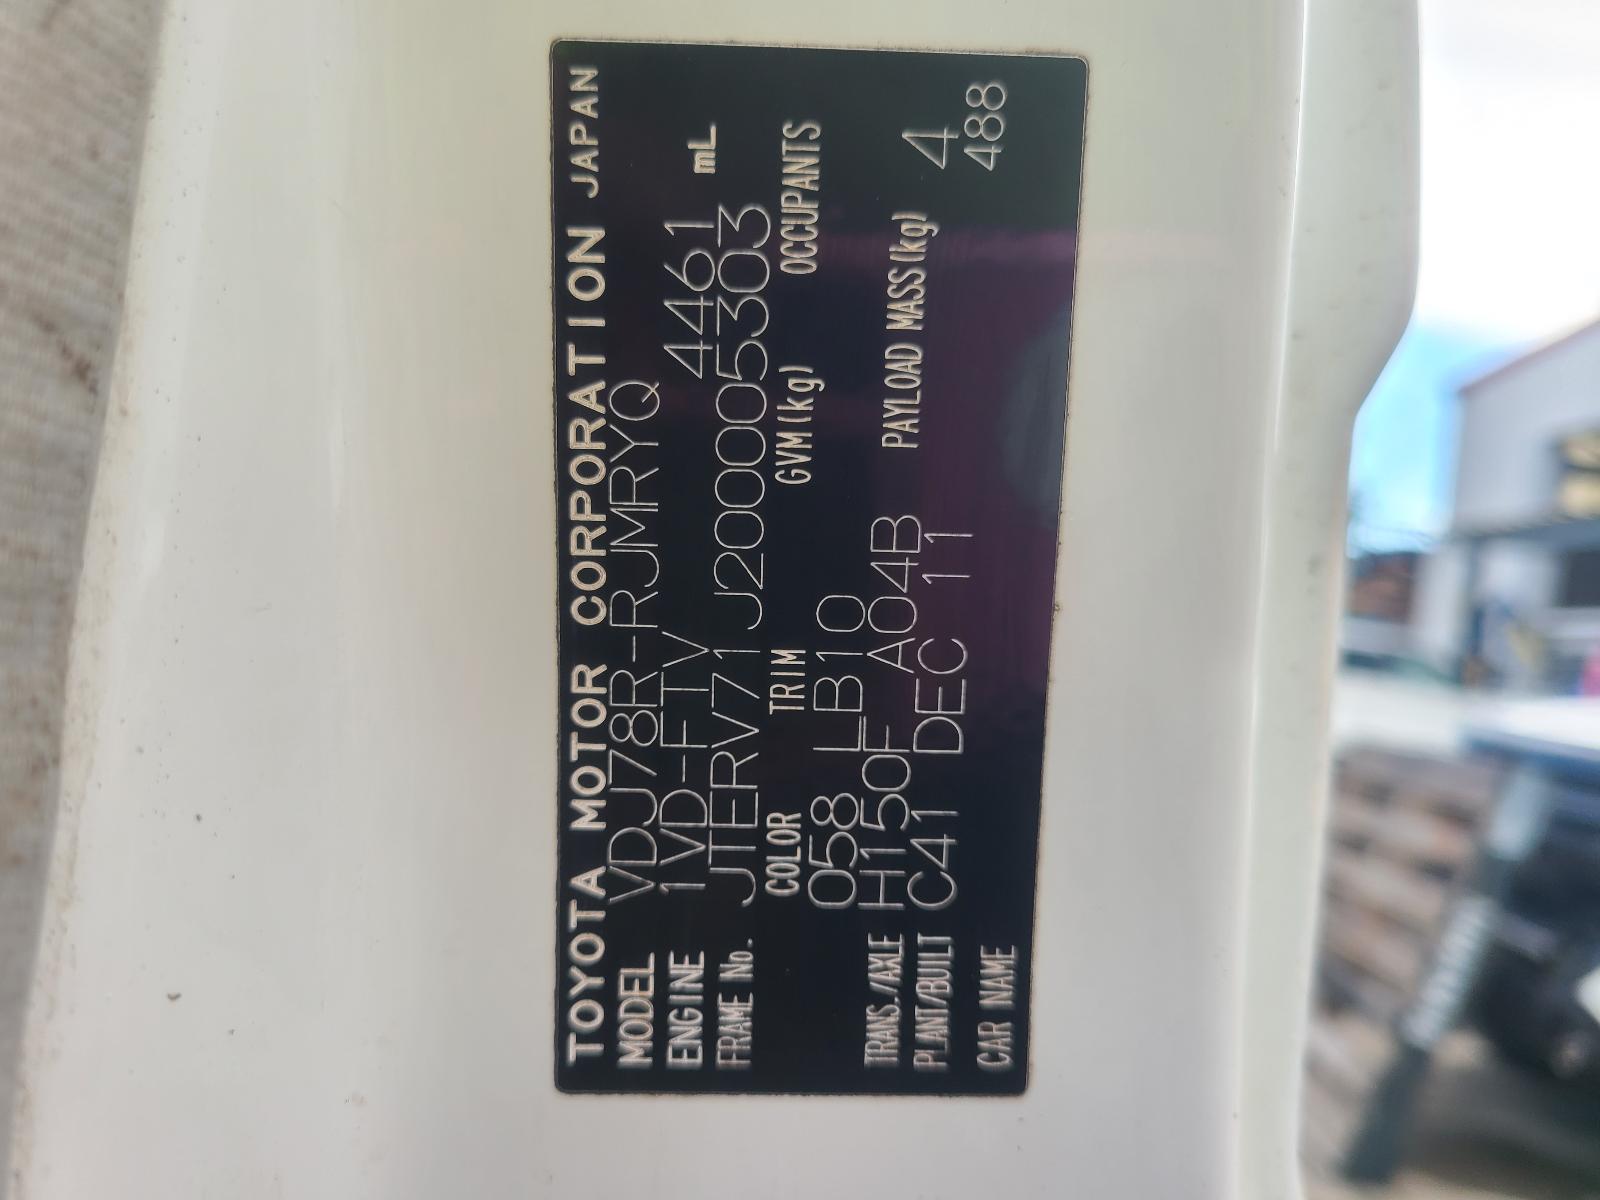 TOYOTA MOTOR CORPORATION JAPAN
MODEL VDJ78R-RJMRYQ
ENGINE 1VD-FTV 4461 mL
FRAME No. JTERV71J200005303
COLOR TRIM GVM(kg) OCCUPANTS
058 LB10 4
TRANS./AXLE H150F A04B PAYLOAD MASS(kg) 488
PLANT/BUILT C41 DEC 11
CAR NAME